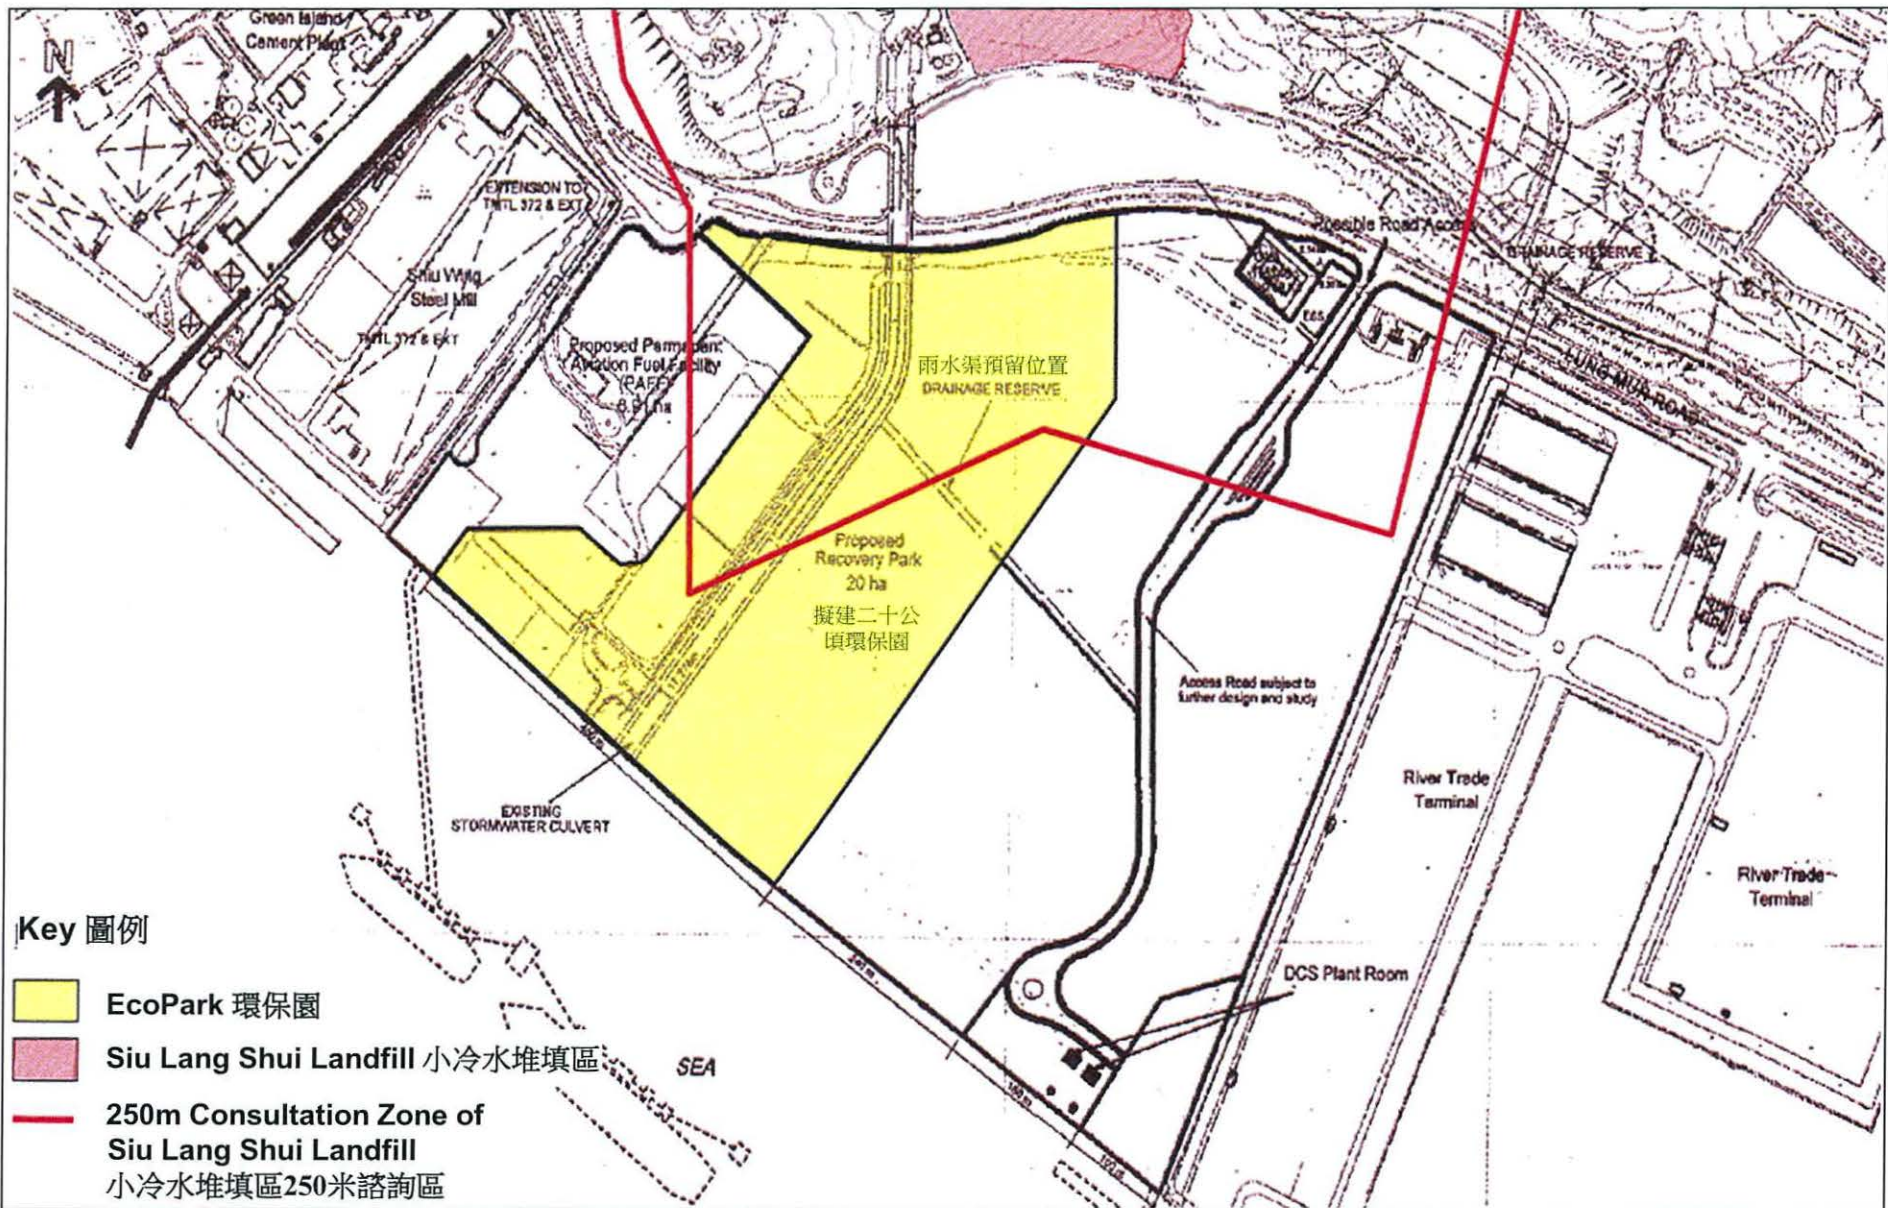 Green Island
Cement Plant
N
EXTENSION TO
TMTL 372 & EXT
Shiu Wing
Steel Mill
TMTL 372 & EXT
Proposed Permanent
Aviation Fuel Facility
(PAFF)
ha
Possible Road Access
DRAINAGE RESERVE
ESS
LUNG MUN ROAD
雨水渠預留位置
DRAINAGE RESERVE
Proposed
Recovery Park
20 ha
擬建二十公
頃環保園
Access Road subject to
further design and study
EXISTING
STORMWATER CULVERT
River Trade
Terminal
River Trade
Terminal
DCS Plant Room
SEA
Key 圖例
EcoPark 環保園
Siu Lang Shui Landfill 小冷水堆填區
250m Consultation Zone of
Siu Lang Shui Landfill
小冷水堆填區250米諮詢區